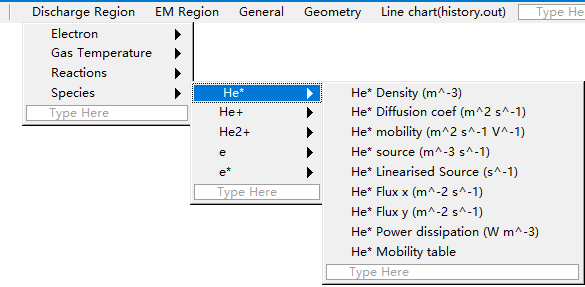 Discharge Region EM Region General Geometry Line chart(history.out) Type Here
Electron
Gas Temperature
Reactions
Species
Type Here
He*
He+
He2+
e
e*
Type Here
He* Density (m^-3)
He* Diffusion coef (m^2 s^-1)
He* mobility (m^2 s^-1 V^-1)
He* source (m^-3 s^-1)
He* Linearised Source (s^-1)
He* Flux x (m^-2 s^-1)
He* Flux y (m^-2 s^-1)
He* Power dissipation (W m^-3)
He* Mobility table
Type Here